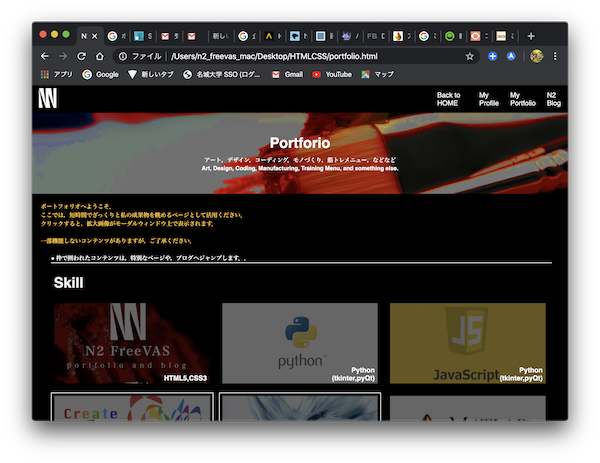 N
新し
FB
ファイル | /Users/n2_freevas_mac/Desktop/HTMLCSS/portfolio.html
アプリ Google 新しいタブ 名城大学 SSO (ログ... Gmail YouTube マップ
Back to
HOME
My
Profile
My
Portfolio
N2
Blog
Portforio
アート，デザイン，コーディング，モノづくり，筋トレメニュー，などなど
Art, Design, Coding, Manufacturing, Training Menu, and something else.
ポートフォリオへようこそ．
ここでは，短時間でざっくりと私の成果物を眺めるページとして活用ください．
クリックすると，拡大画像がモーダルウィンドウ上で表示されます．
一部機能しないコンテンツがありますが，ご了承ください．
● 枠で囲われたコンテンツは，特別なページや，ブログへジャンプします．.
Skill
N2 FreeVAS
portfolio and blog
HTML5,CSS3
python
Python
(tkinter,pyQt)
JS
JavaScript
Python
(tkinter,pyQt)
Create